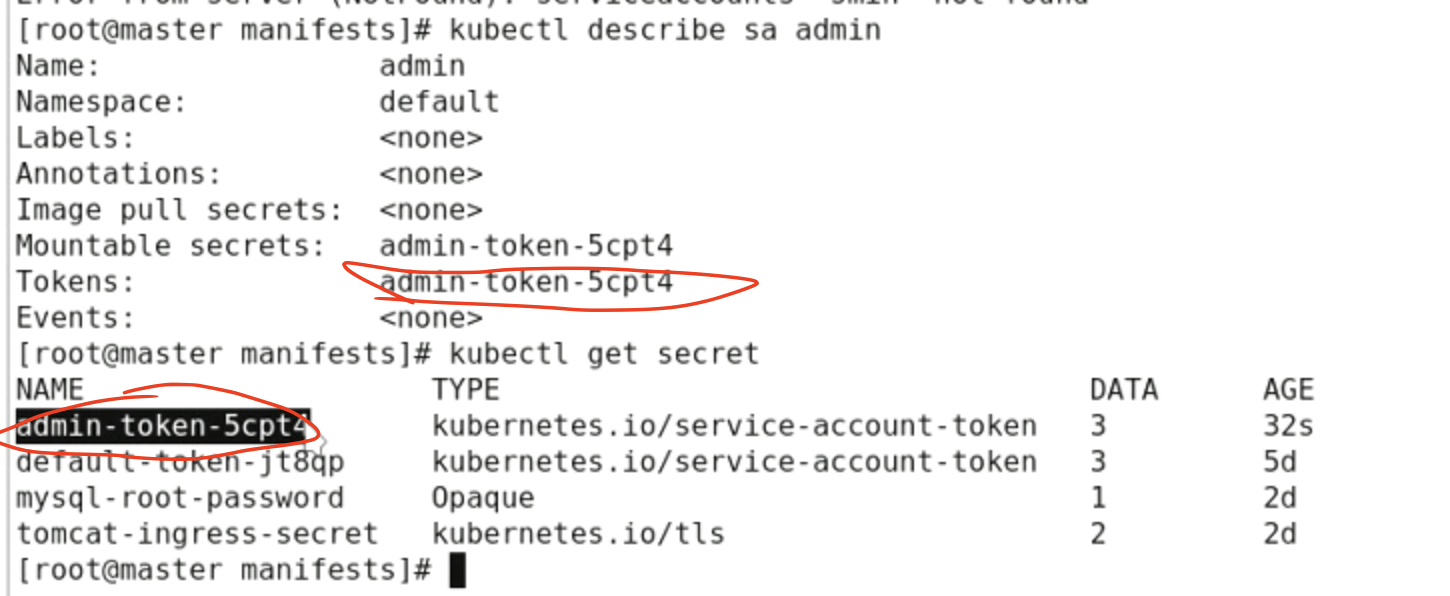 [root@master manifests]# kubectl describe sa admin
Name:                admin
Namespace:           default
Labels:              <none>
Annotations:         <none>
Image pull secrets:  <none>
Mountable secrets:   admin-token-5cpt4
Tokens:              admin-token-5cpt4
Events:              <none>
[root@master manifests]# kubectl get secret
NAME                    TYPE                                  DATA      AGE
admin-token-5cpt4       kubernetes.io/service-account-token   3         32s
default-token-jt8qp     kubernetes.io/service-account-token   3         5d
mysql-root-password     Opaque                                1         2d
tomcat-ingress-secret   kubernetes.io/tls                     2         2d
[root@master manifests]#